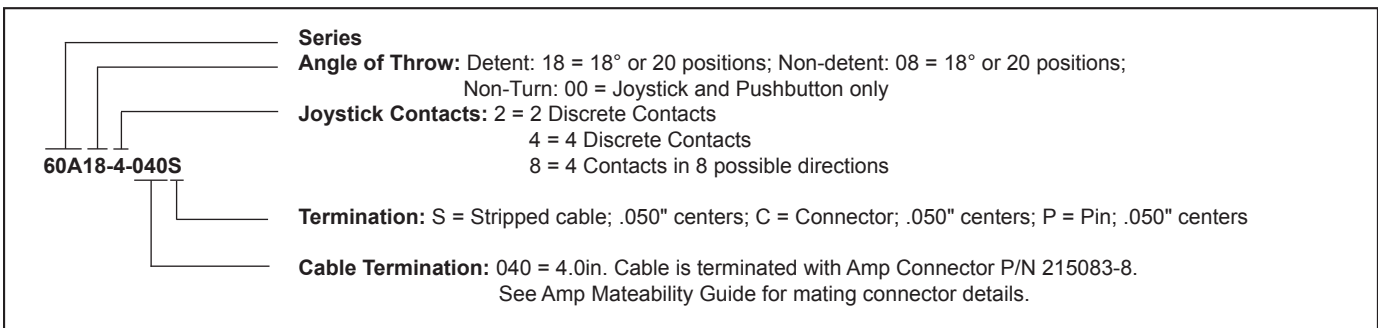 Series
Angle of Throw: Detent: 18 = 18° or 20 positions; Non-detent: 08 = 18° or 20 positions;
Non-Turn: 00 = Joystick and Pushbutton only
Joystick Contacts: 2 = 2 Discrete Contacts
4 = 4 Discrete Contacts
8 = 4 Contacts in 8 possible directions
60A18-4-040S
Termination: S = Stripped cable; .050" centers; C = Connector; .050" centers; P = Pin; .050" centers
Cable Termination: 040 = 4.0in. Cable is terminated with Amp Connector P/N 215083-8.
See Amp Mateability Guide for mating connector details.